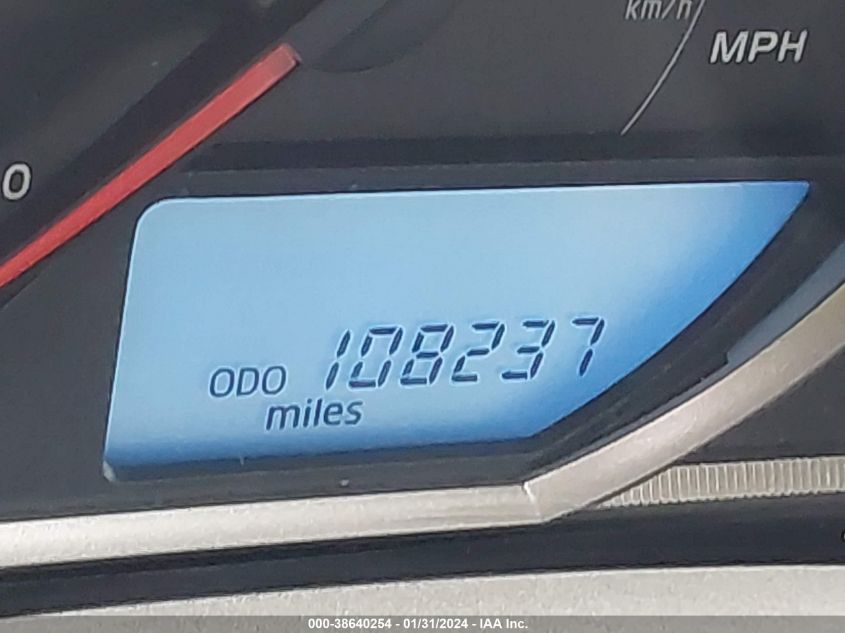 km/h
MPH
0
ODO 108237
miles
000-38640254 - 01/31/2024 - IAA Inc.